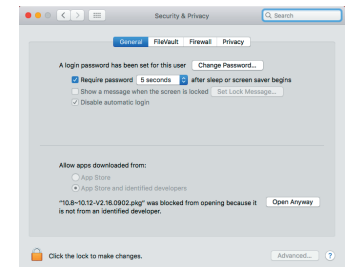 Security & Privacy
Search
General FileVault Firewall Privacy
A login password has been set for this user Change Password...
Require password 5 seconds after sleep or screen saver begins
Show a message when the screen is locked Set Lock Message...
Disable automatic login
Allow apps downloaded from:
App Store
App Store and identified developers
"10.8~10.12-V2.16.0902.pkg" was blocked from opening because it Open Anyway
is not from an identified developer.
Click the lock to make changes. Advanced... ?